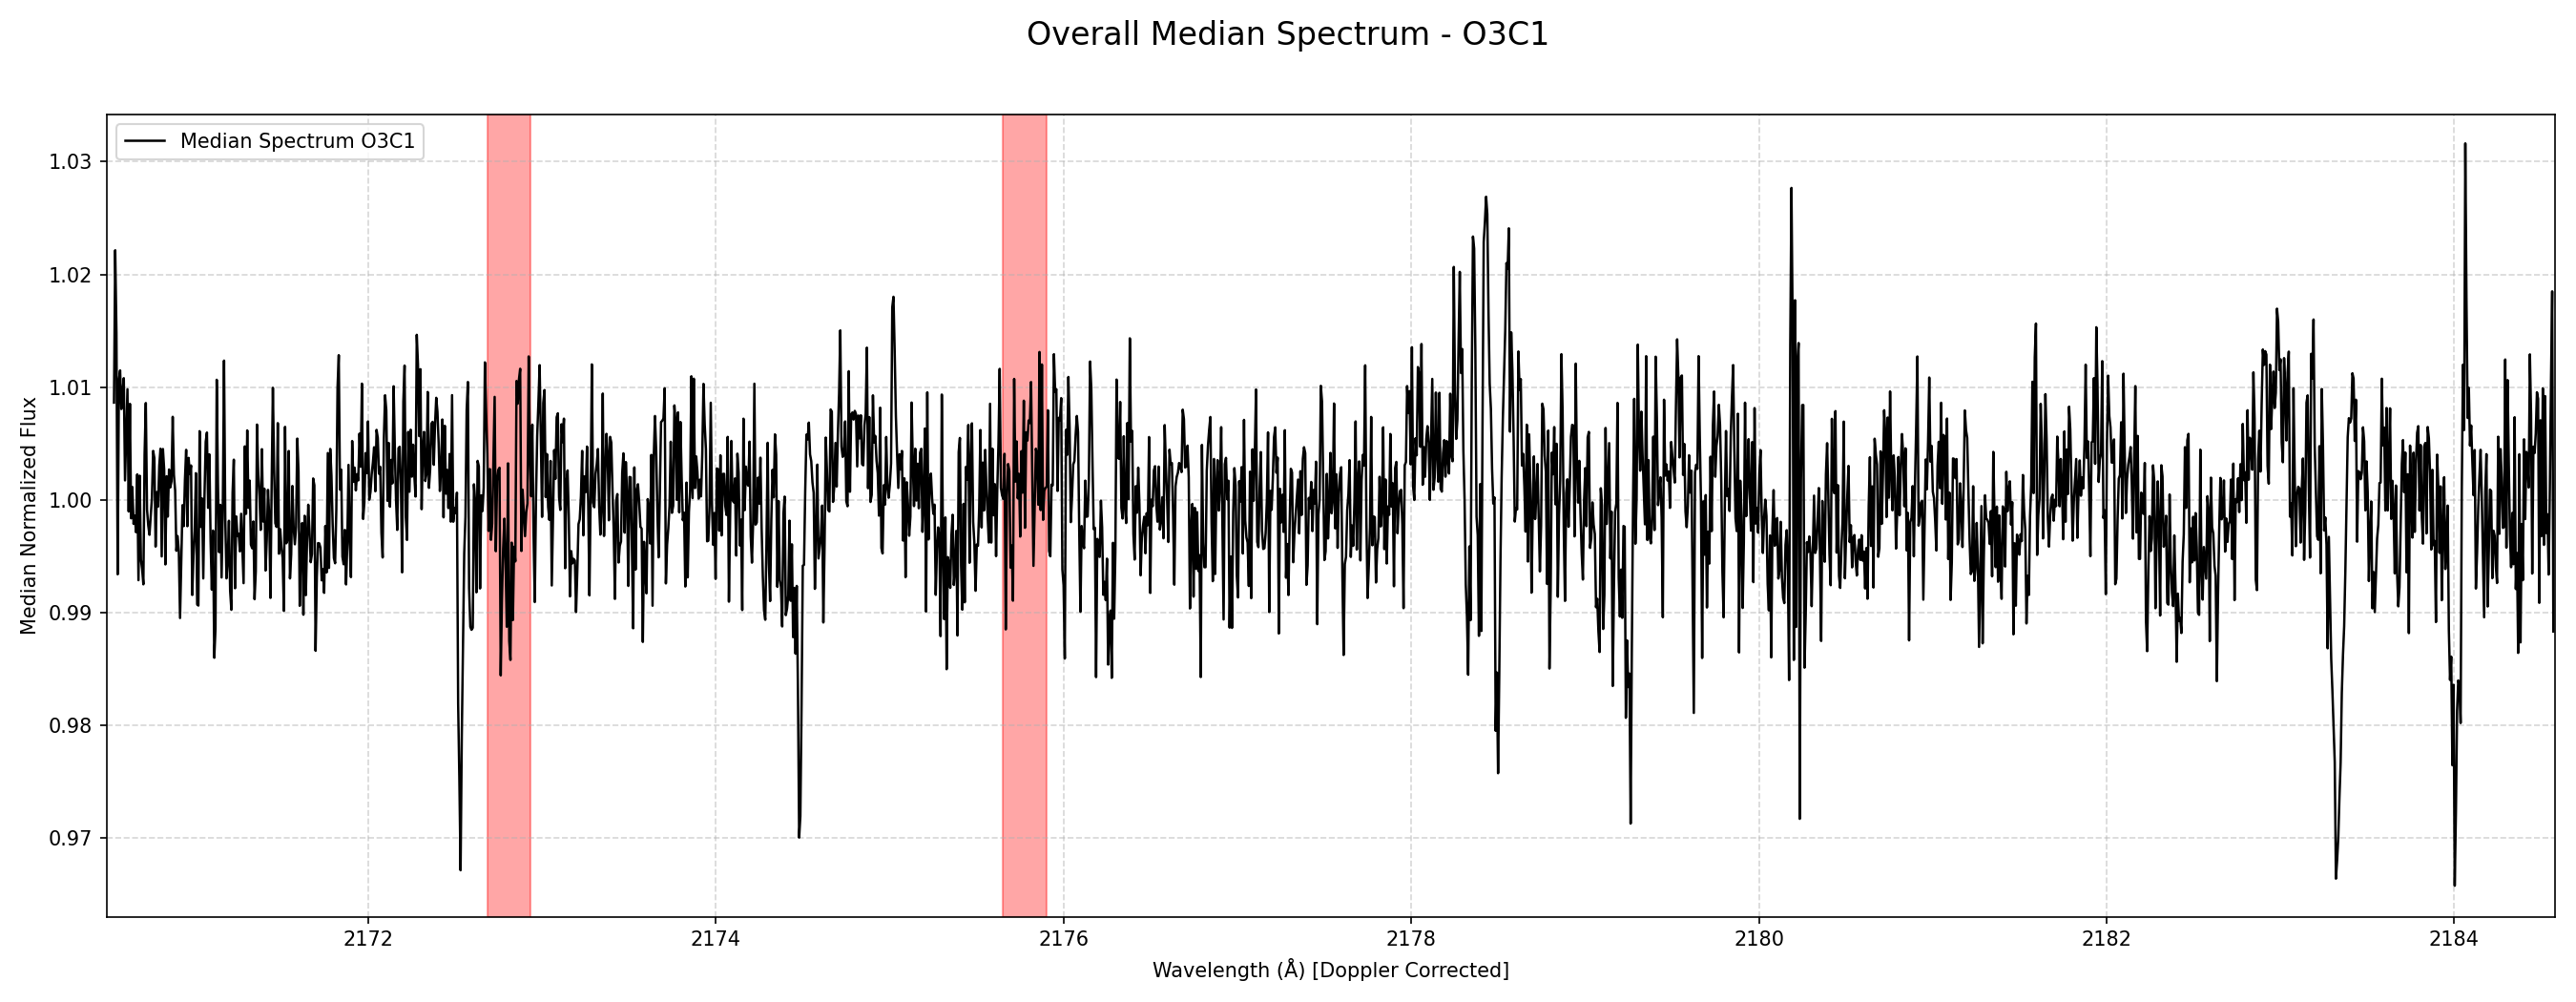 Overall Median Spectrum - O3C1
Median Spectrum O3C1
Median Normalized Flux
1.03
1.02
1.01
1.00
0.99
0.98
0.97
2172 2174 2176 2178 2180 2182 2184
Wavelength (Å) [Doppler Corrected]